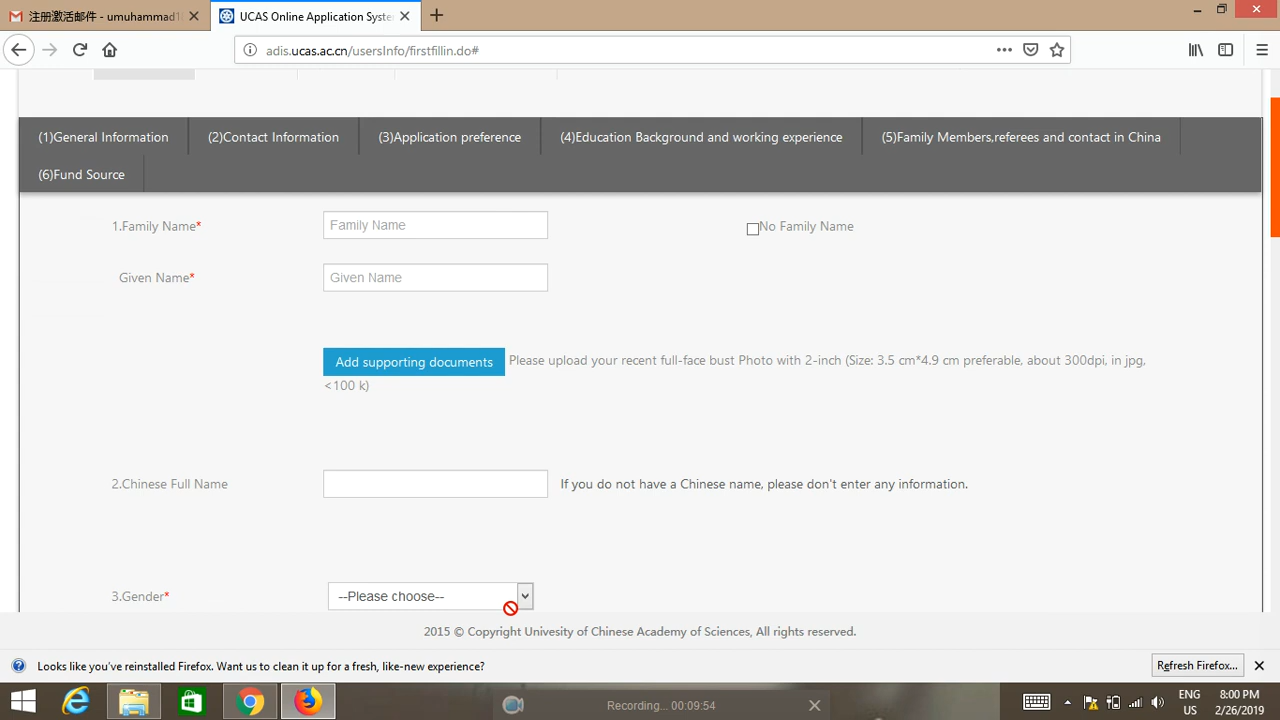 注册激活邮件 - umuhammad1
UCAS Online Application Syste
adis.ucas.ac.cn/usersInfo/firstfillin.do#
(1)General Information
(2)Contact Information
(3)Application preference
(4)Education Background and working experience
(5)Family Members,referees and contact in China
(6)Fund Source
1.Family Name*
Family Name
No Family Name
Given Name*
Given Name
Add supporting documents
Please upload your recent full-face bust Photo with 2-inch (Size: 3.5 cm*4.9 cm preferable, about 300dpi, in jpg,
<100 k)
2.Chinese Full Name
If you do not have a Chinese name, please don't enter any information.
3.Gender*
--Please choose--
2015 © Copyright Univesity of Chinese Academy of Sciences, All rights reserved.
Looks like you've reinstalled Firefox. Want us to clean it up for a fresh, like-new experience?
Refresh Firefox...
Recording... 00:09:54
ENG
US
8:00 PM
2/26/2019